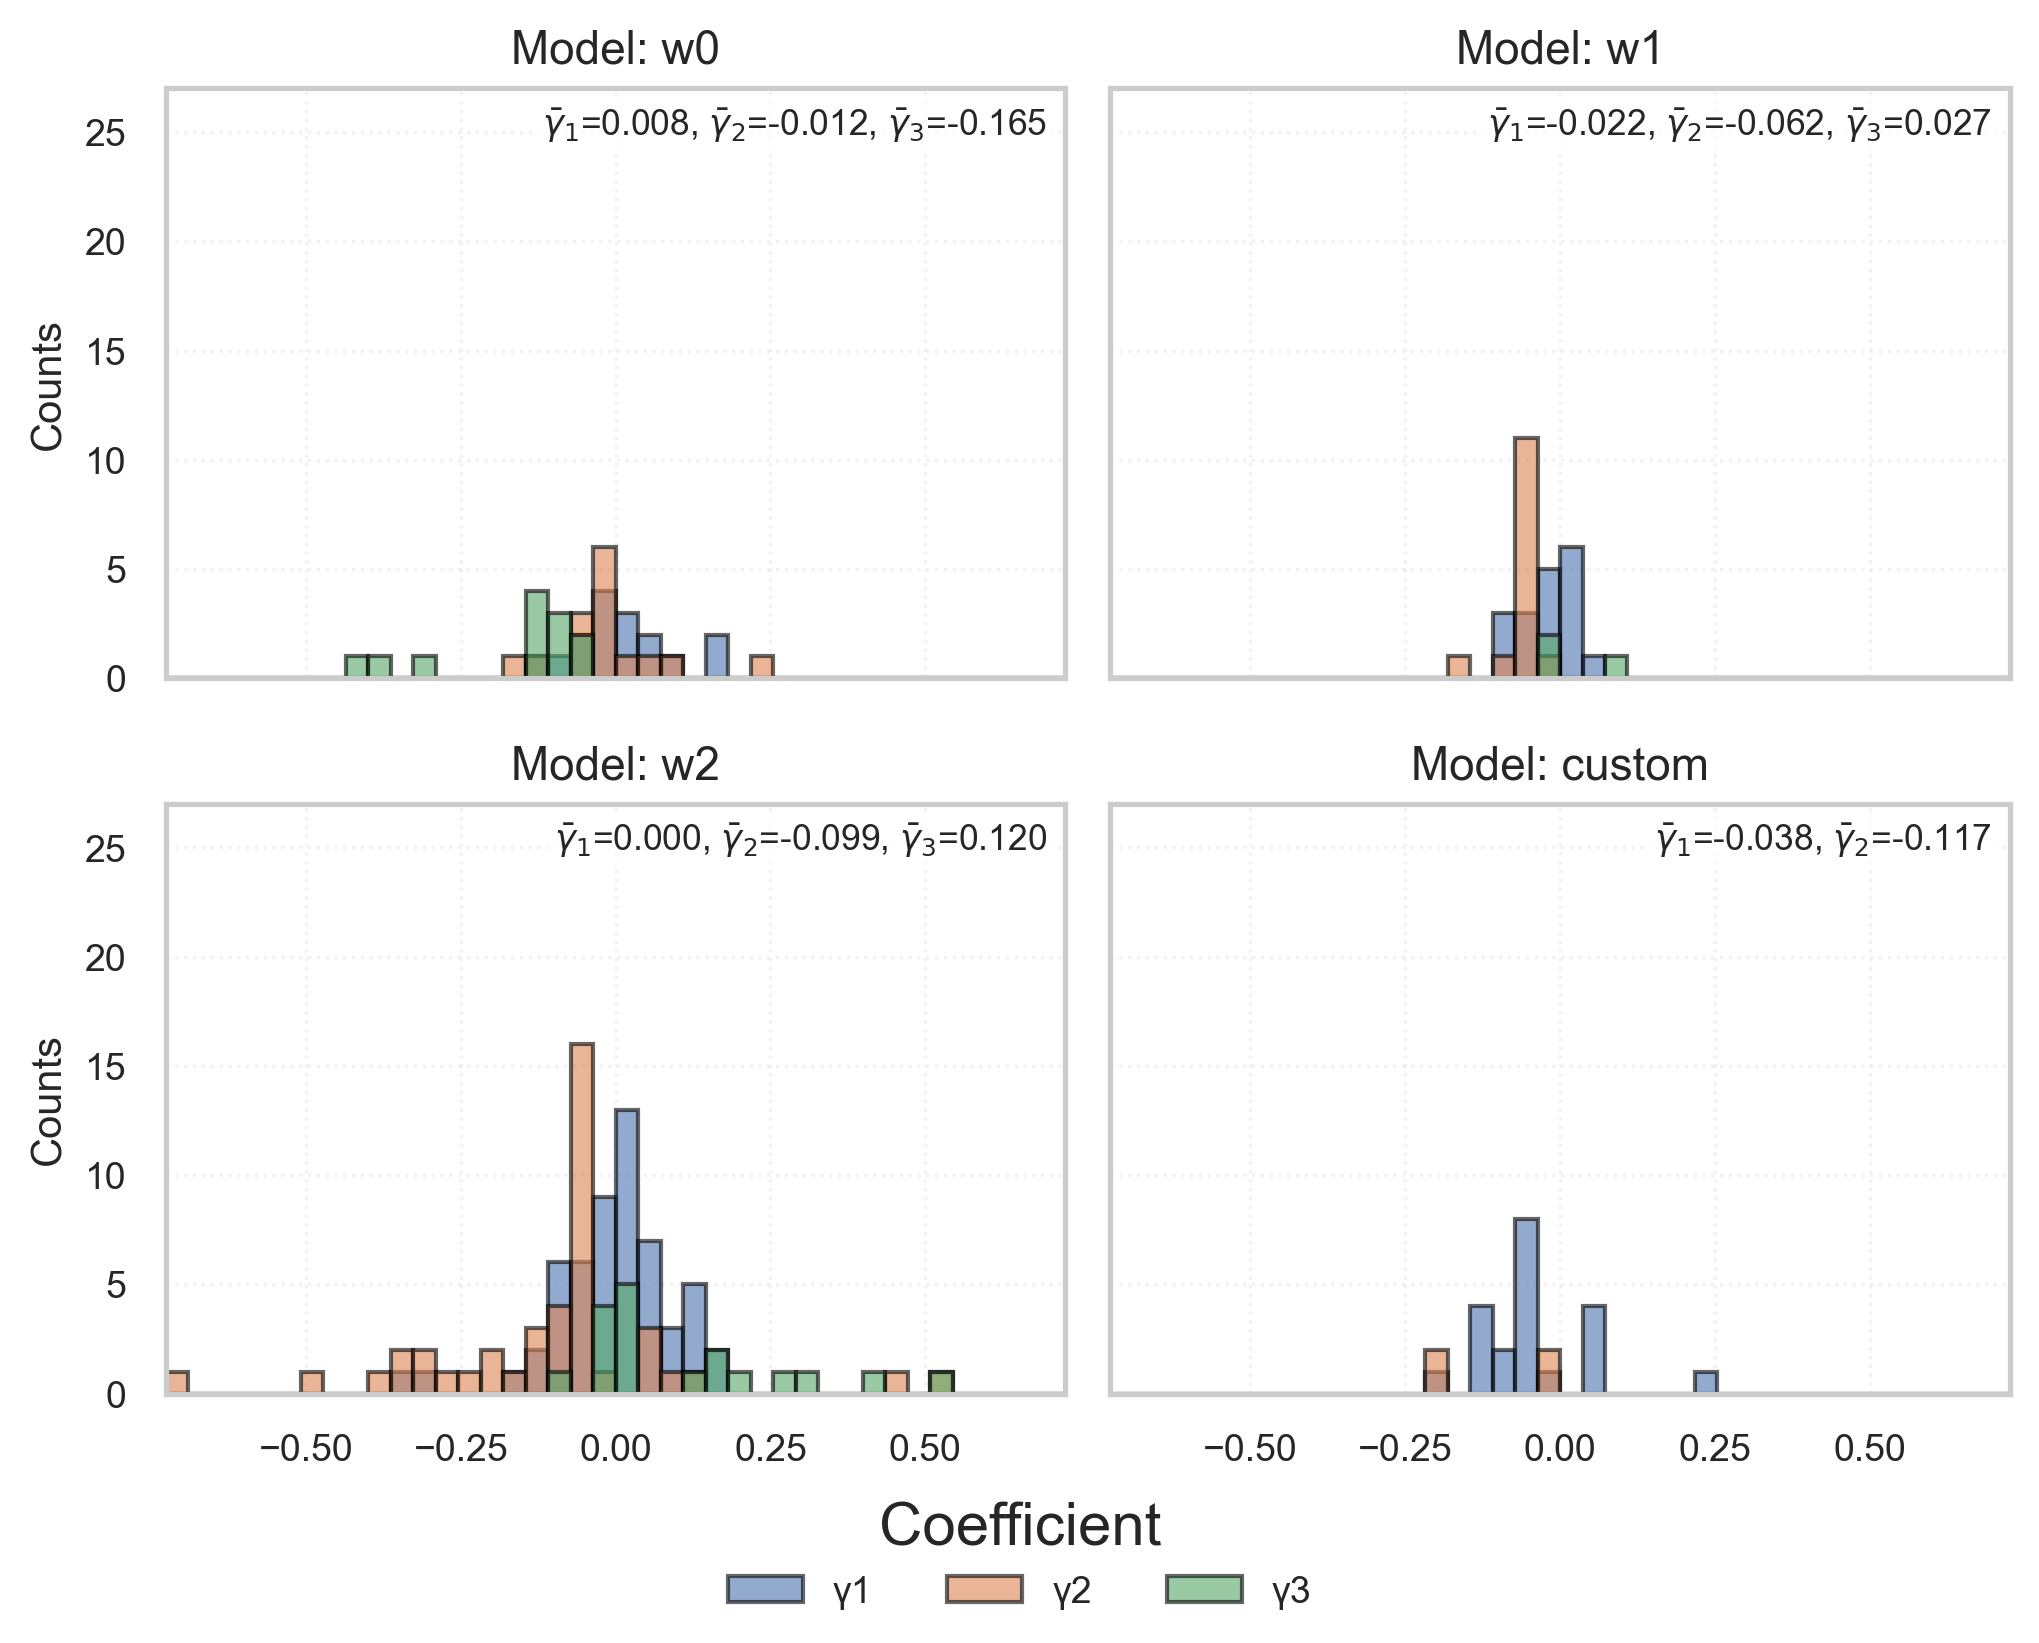 Model: w0
Model: w1
γ̄₁=0.008, γ̄₂=-0.012, γ̄₃=-0.165
γ̄₁=-0.022, γ̄₂=-0.062, γ̄₃=0.027
25
20
15
10
5
0
Counts
Model: w2
Model: custom
γ̄₁=0.000, γ̄₂=-0.099, γ̄₃=0.120
γ̄₁=-0.038, γ̄₂=-0.117
25
20
15
10
5
0
Counts
−0.50 −0.25 0.00 0.25 0.50
−0.50 −0.25 0.00 0.25 0.50
Coefficient
γ1 γ2 γ3